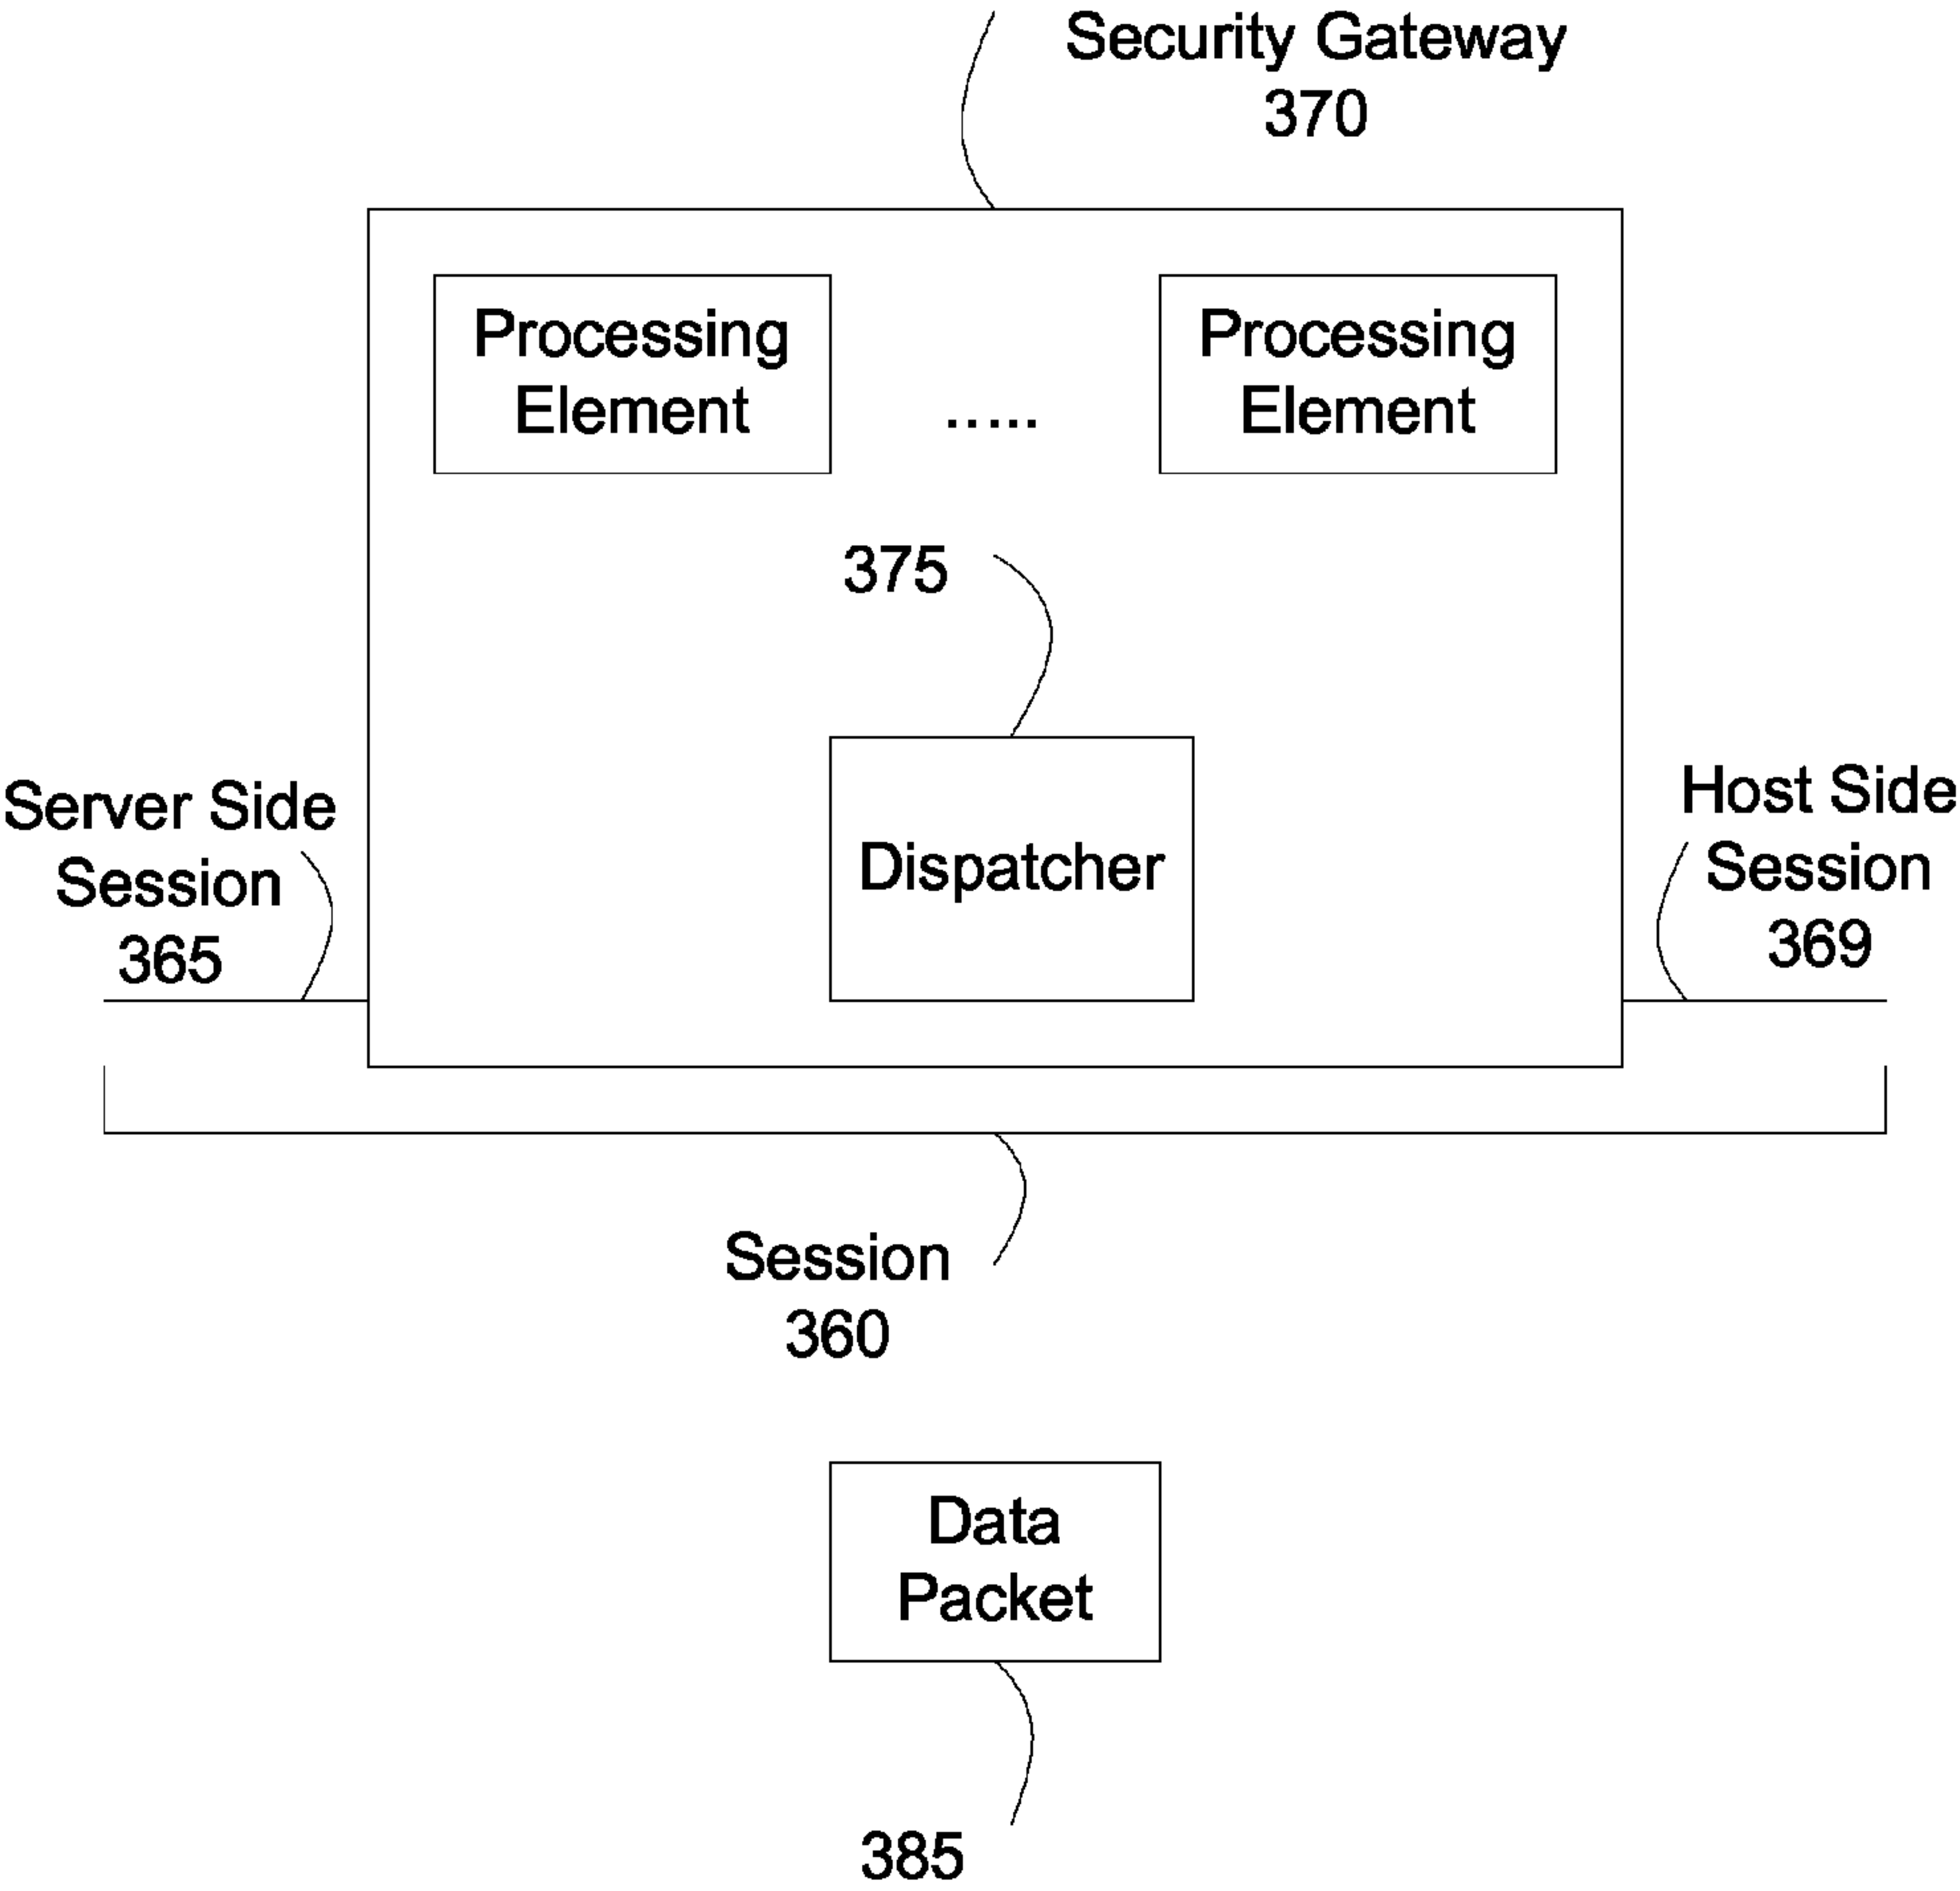 Security Gateway
370
Processing
Element
.....
Processing
Element
375
Server Side
Session
365
Dispatcher
Host Side
Session
369
Session
360
Data
Packet
385